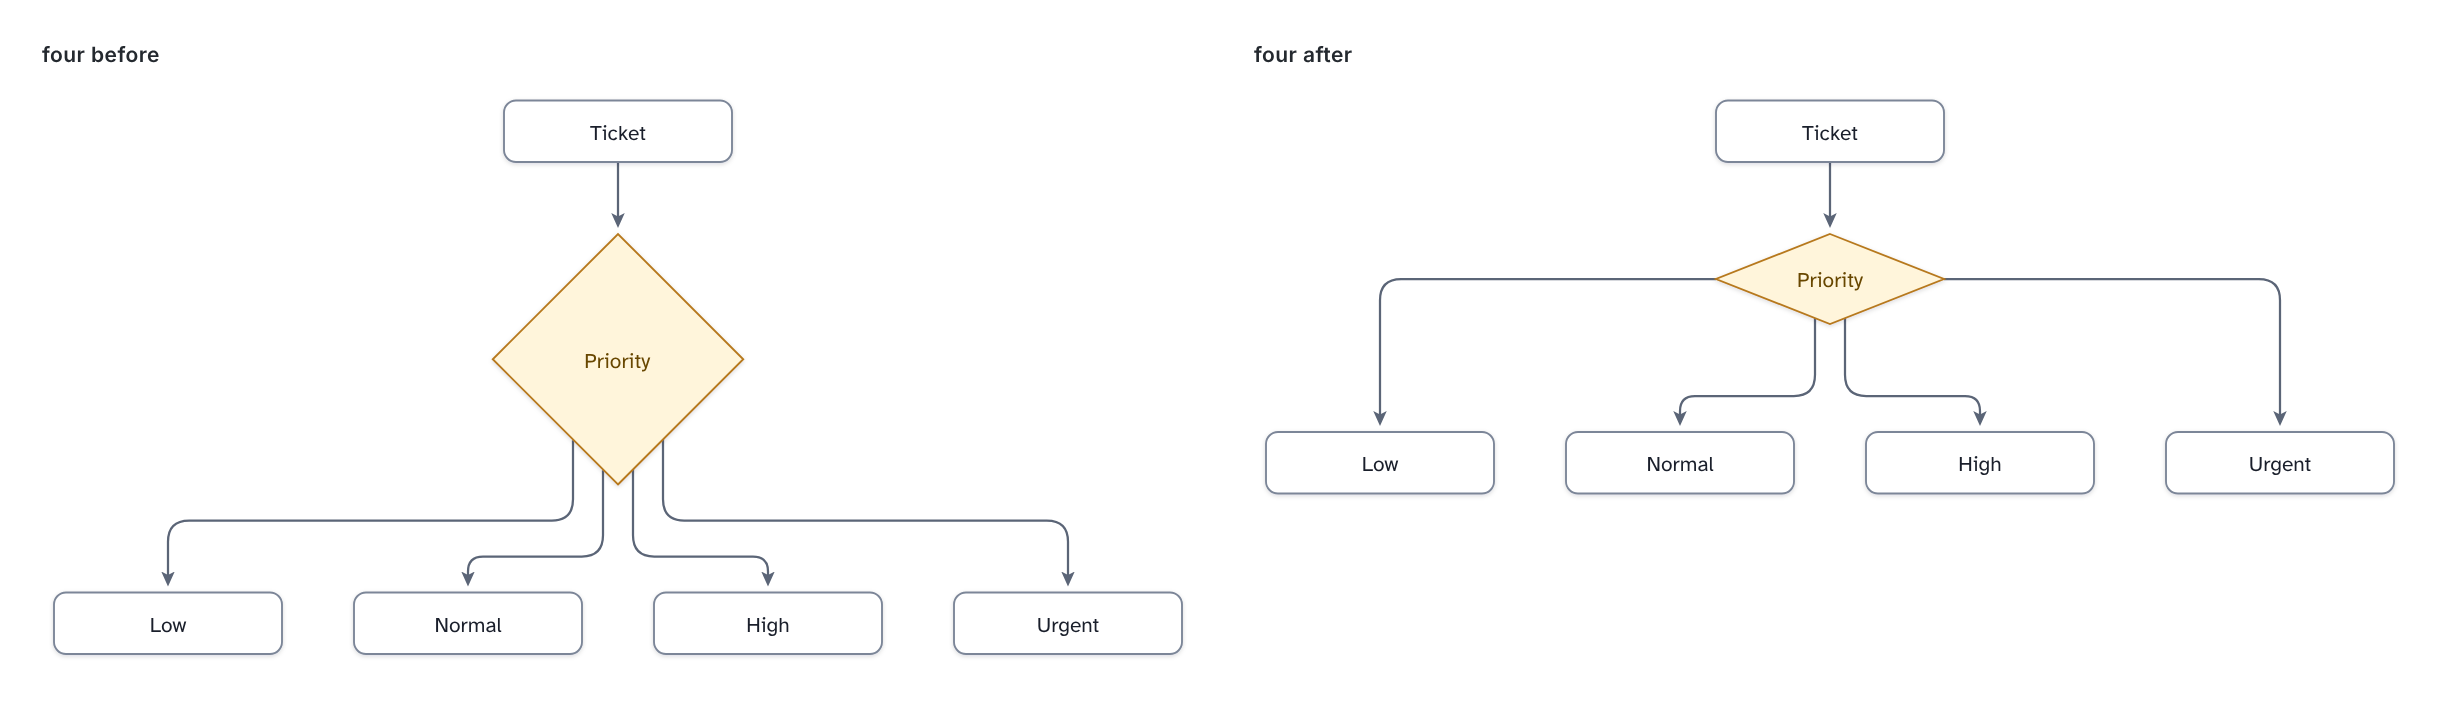 four before
Ticket
Priority
Low
Normal
High
Urgent
four after
Ticket
Priority
Low
Normal
High
Urgent